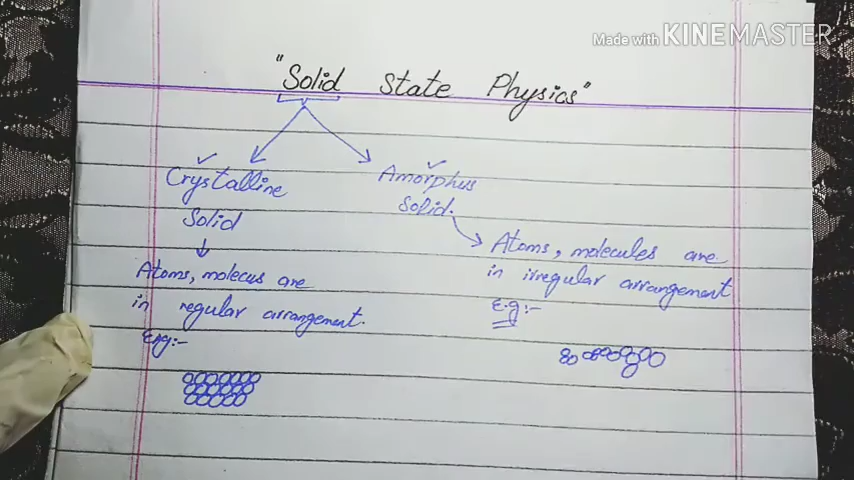 Made with KINEMASTER
"Solid State Physics"
Crystalline
Solid
Atoms, molecus are
in regular arrangement.
Eng:-
Amorphus
Solid.
Atoms, molecules are
in irregular arrangement
E.g:-